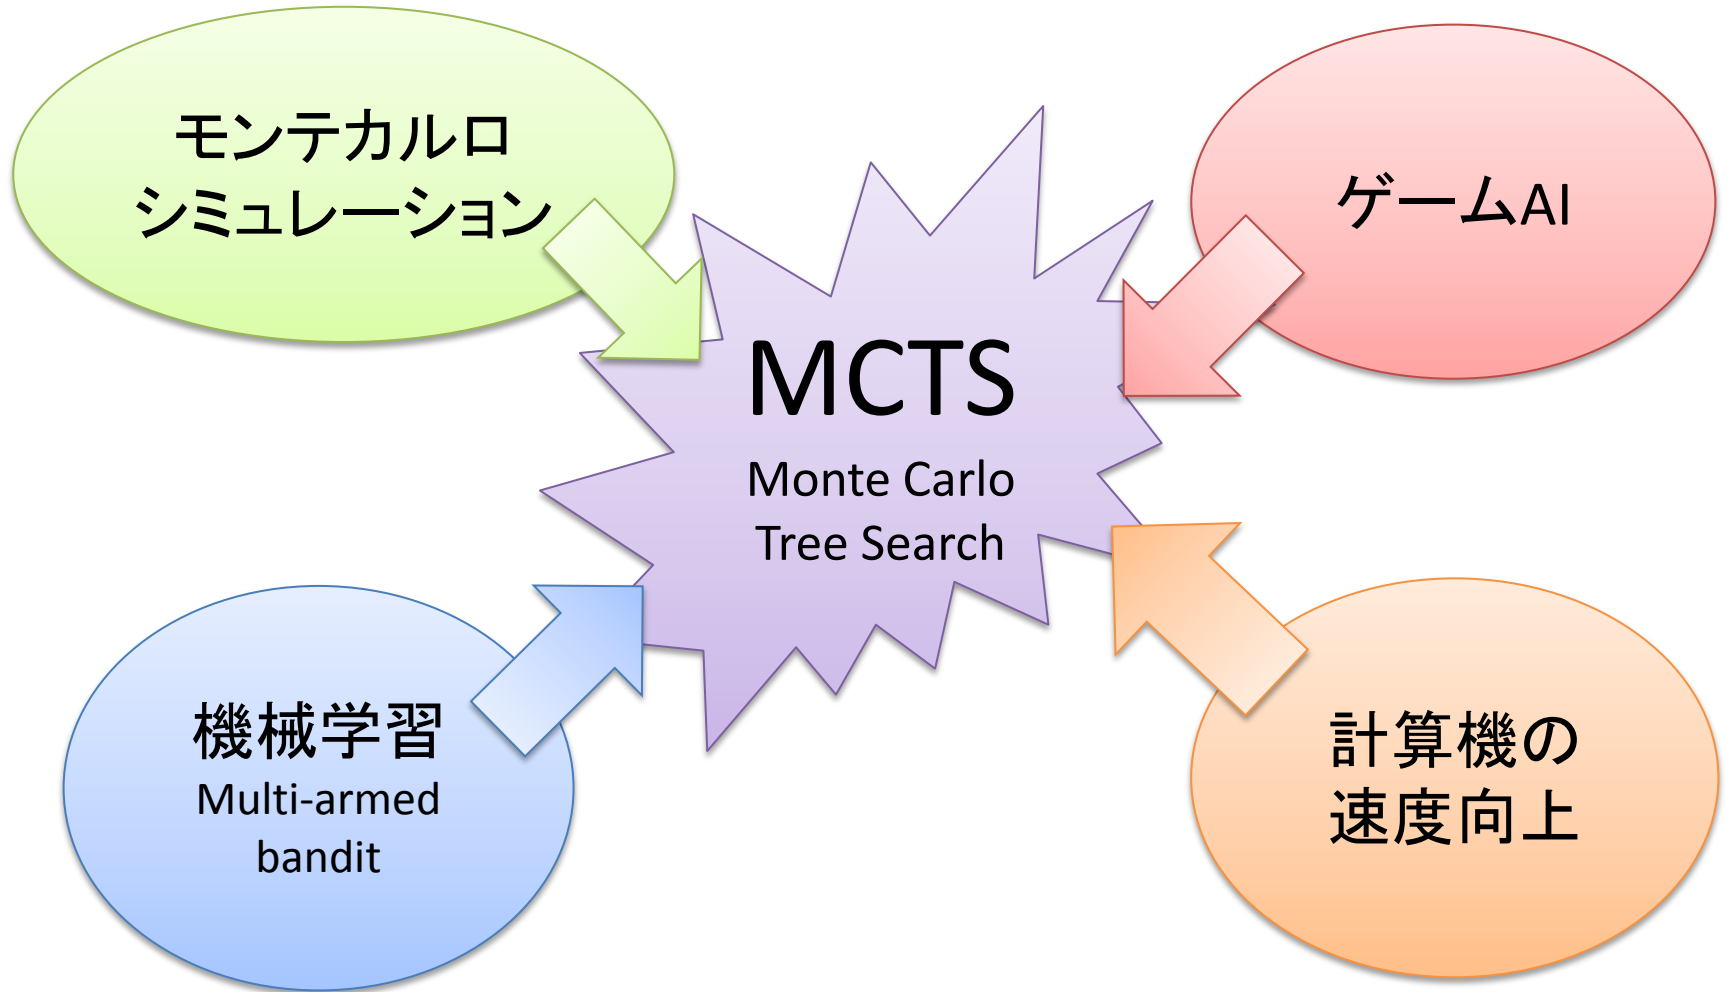 モンテカルロ
シミュレーション
ゲームAI
MCTS
Monte Carlo
Tree Search
機械学習
Multi-armed
bandit
計算機の
速度向上